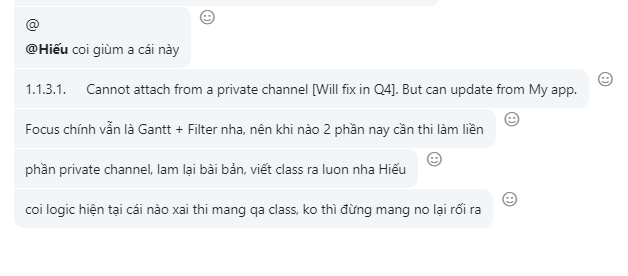 @
@Hiếu coi giùm a cái này
1.1.3.1. Cannot attach from a private channel [Will fix in Q4]. But can update from My app.
Focus chính vẫn là Gantt + Filter nha, nên khi nào 2 phần nay cần thì làm liền
phần private channel, lam lại bài bản, viết class ra luon nha Hiếu
coi logic hiện tại cái nào xai thi mang qa class, ko thì đừng mang no lại rối ra